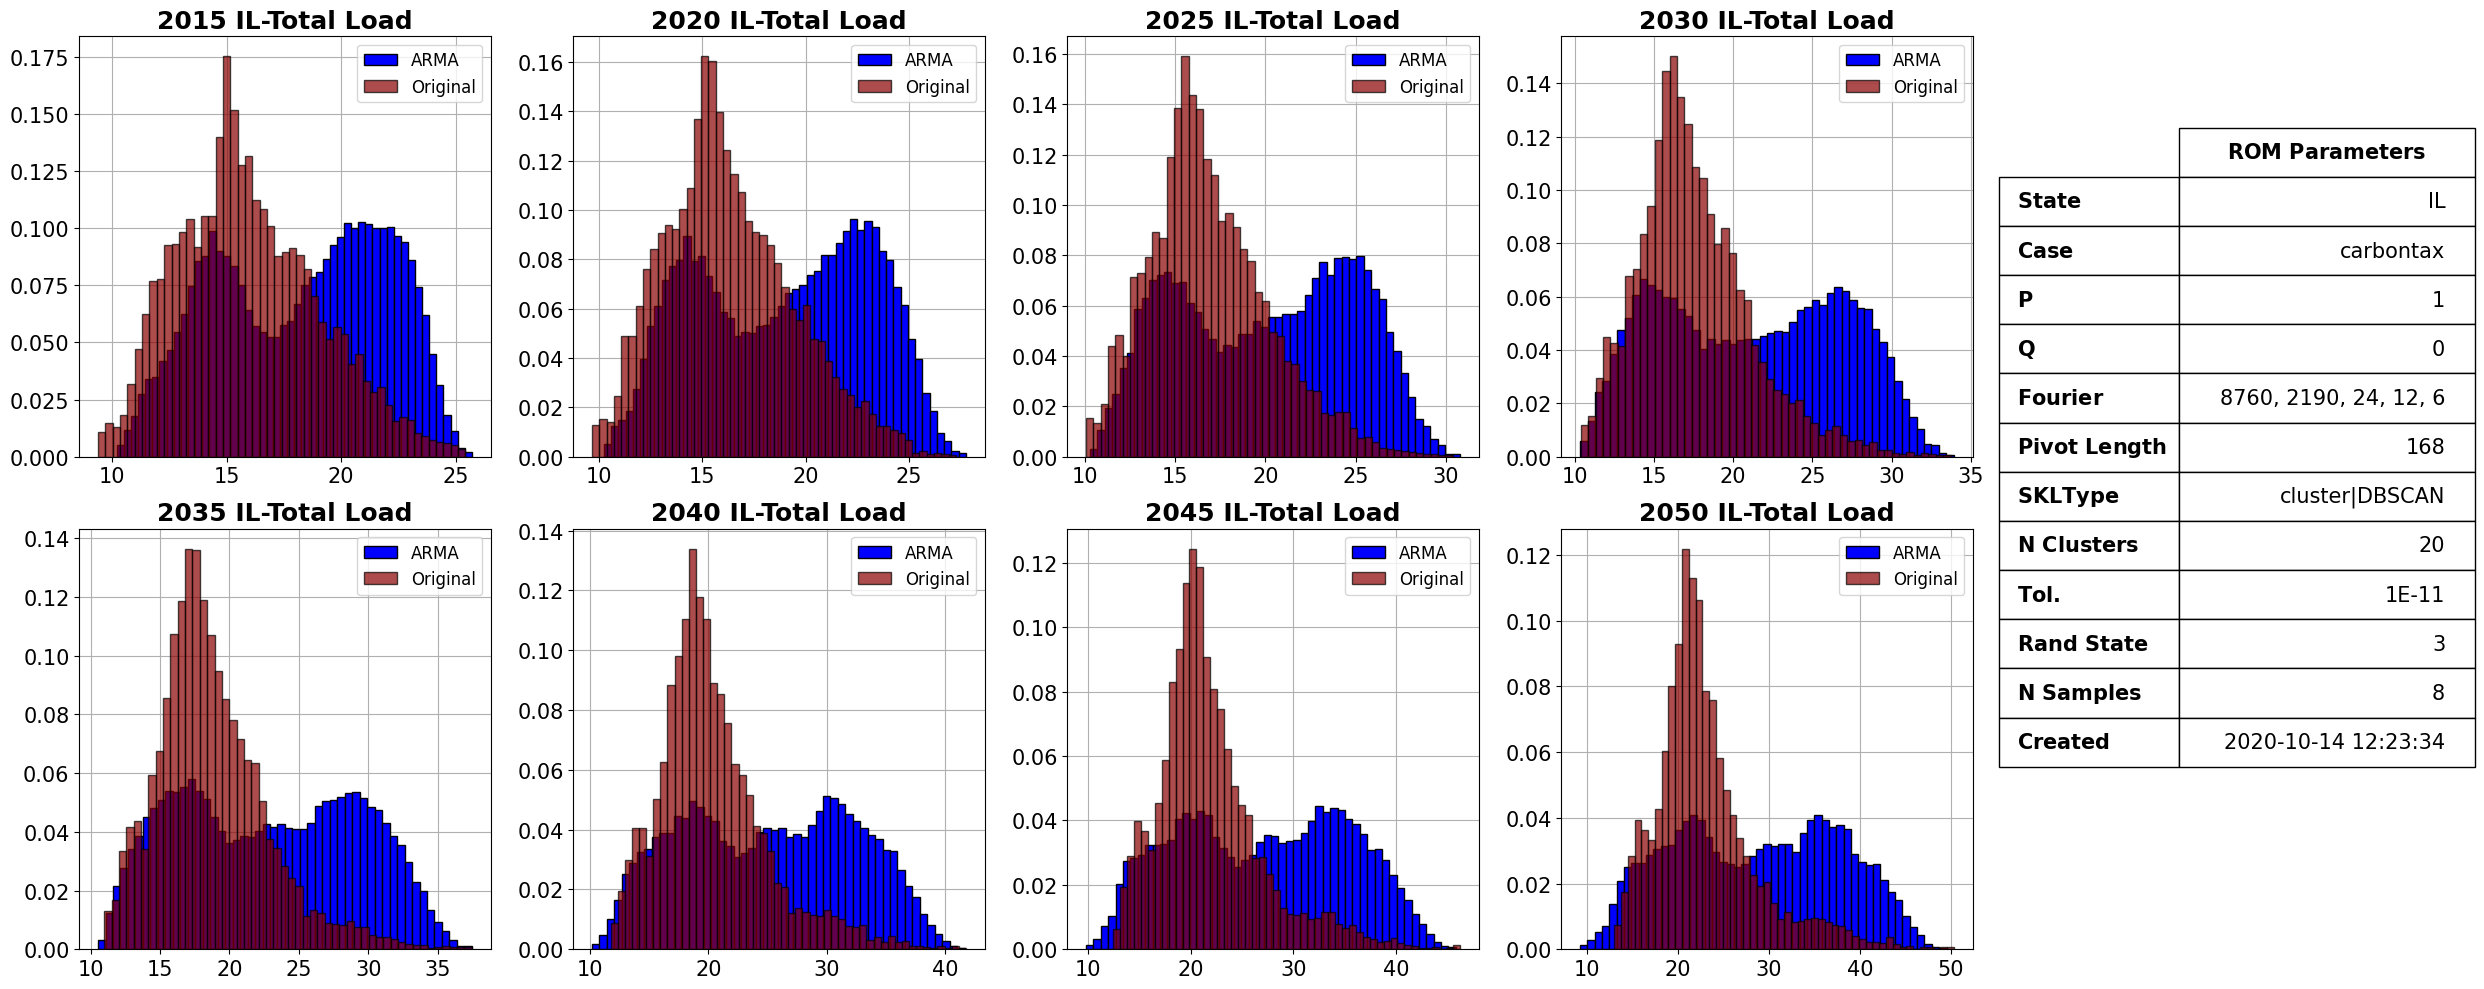 2015 IL-Total Load
0.175
0.150
0.125
0.100
0.075
0.050
0.025
0.000
10 15 20 25
ARMA
Original
2020 IL-Total Load
0.16
0.14
0.12
0.10
0.08
0.06
0.04
0.02
0.00
10 15 20 25
ARMA
Original
2025 IL-Total Load
0.16
0.14
0.12
0.10
0.08
0.06
0.04
0.02
0.00
10 15 20 25 30
ARMA
Original
2030 IL-Total Load
0.14
0.12
0.10
0.08
0.06
0.04
0.02
0.00
10 15 20 25 30 35
ARMA
Original
2035 IL-Total Load
0.14
0.12
0.10
0.08
0.06
0.04
0.02
0.00
10 15 20 25 30 35
ARMA
Original
2040 IL-Total Load
0.14
0.12
0.10
0.08
0.06
0.04
0.02
0.00
10 20 30 40
ARMA
Original
2045 IL-Total Load
0.12
0.10
0.08
0.06
0.04
0.02
0.00
10 20 30 40
ARMA
Original
2050 IL-Total Load
0.12
0.10
0.08
0.06
0.04
0.02
0.00
10 20 30 40 50
ARMA
Original
ROM Parameters
State IL
Case carbontax
P 1
Q 0
Fourier 8760, 2190, 24, 12, 6
Pivot Length 168
SKLType cluster|DBSCAN
N Clusters 20
Tol. 1E-11
Rand State 3
N Samples 8
Created 2020-10-14 12:23:34